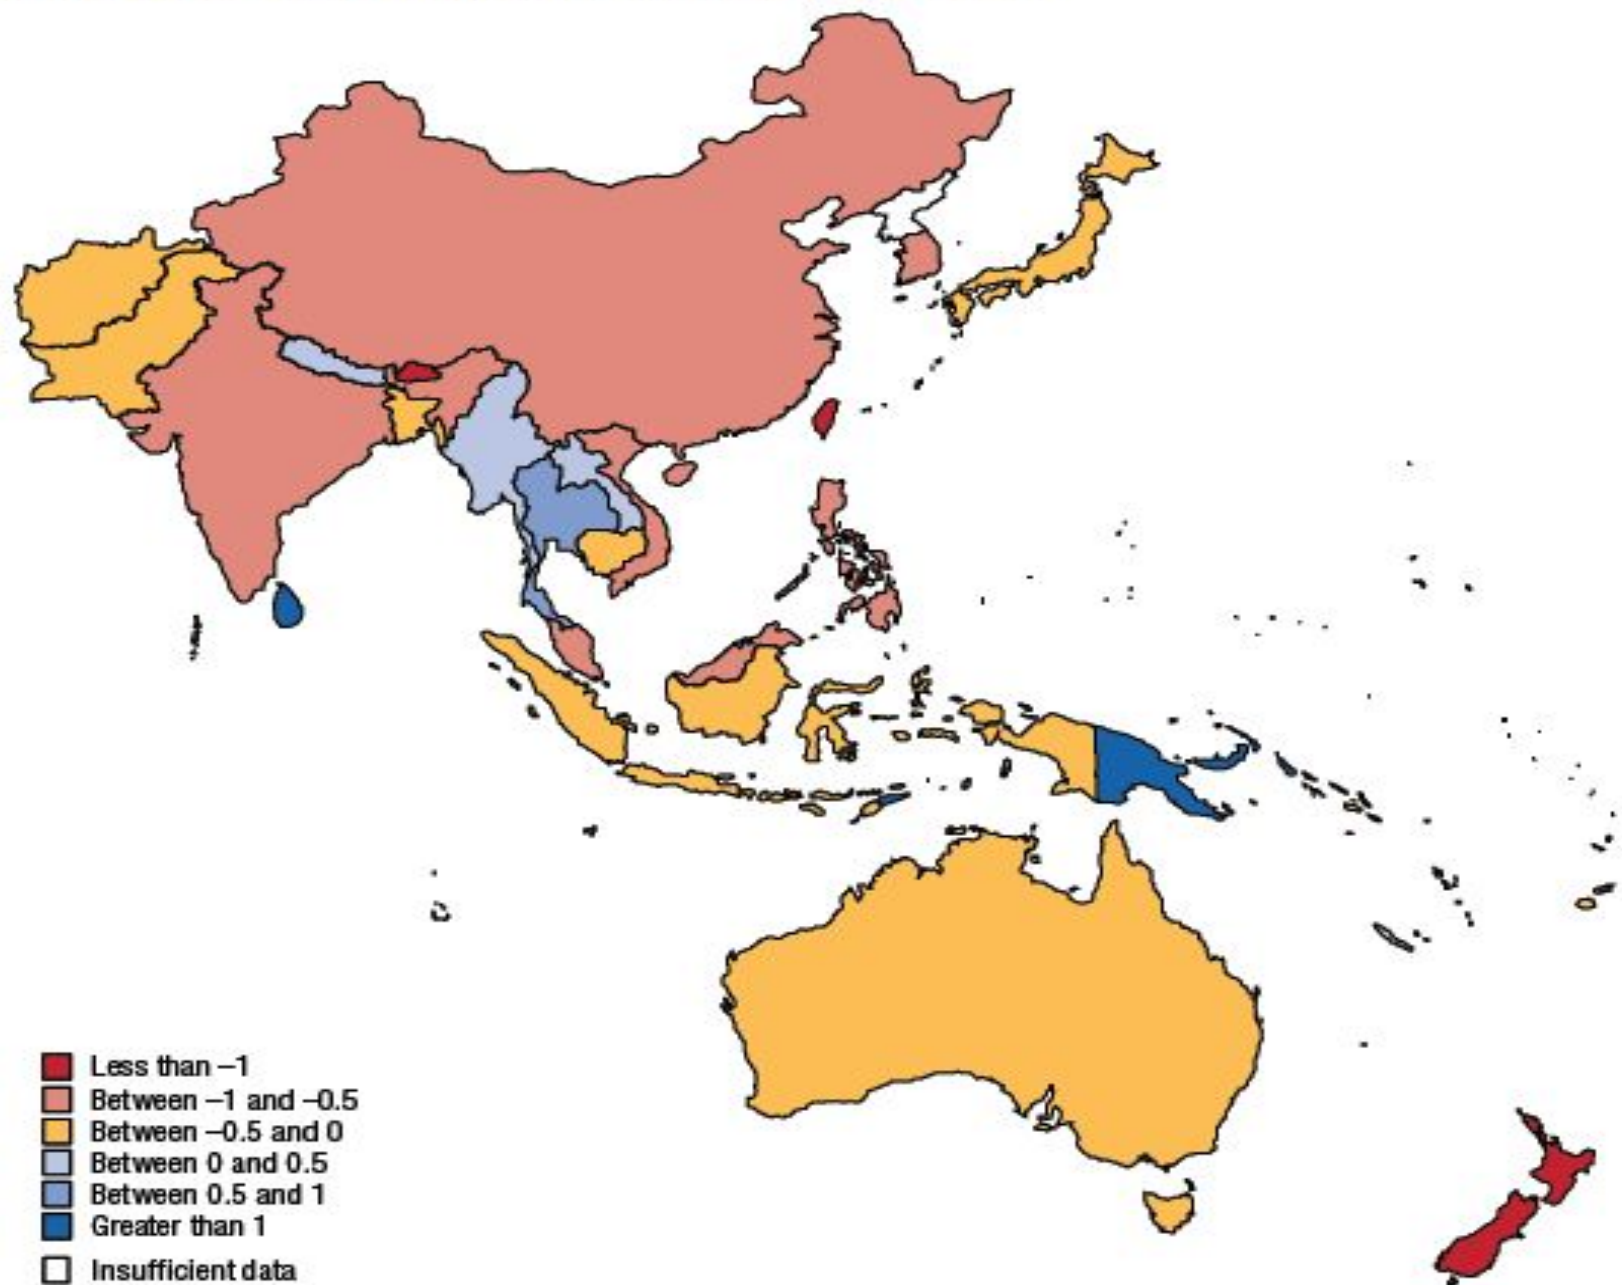 Less than −1
Between −1 and −0.5
Between −0.5 and 0
Between 0 and 0.5
Between 0.5 and 1
Greater than 1
Insufficient data